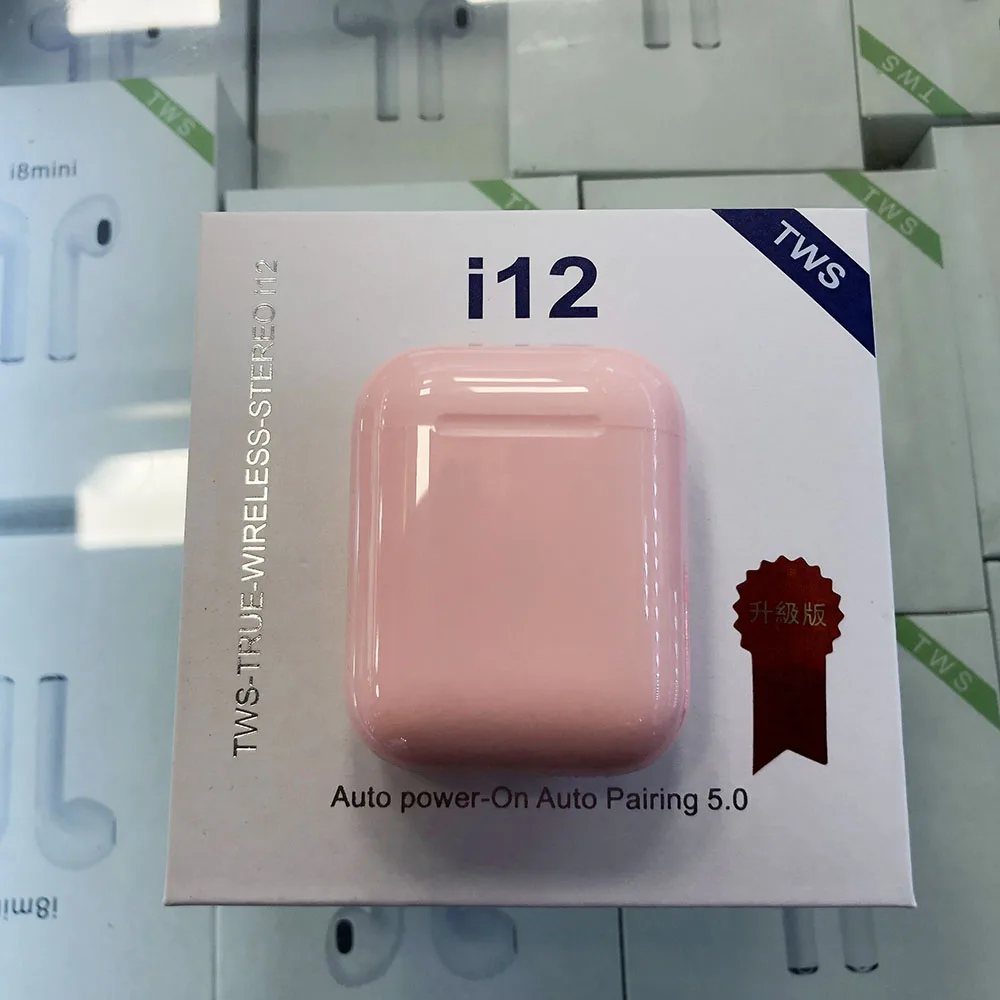 TWS
TWS
i8mini
TWS
TWS
TWS
i12
TWS-TRUE-WIRELESS-STEREO i12
升級版
TWS
Auto power-On Auto Pairing 5.0
i8mini